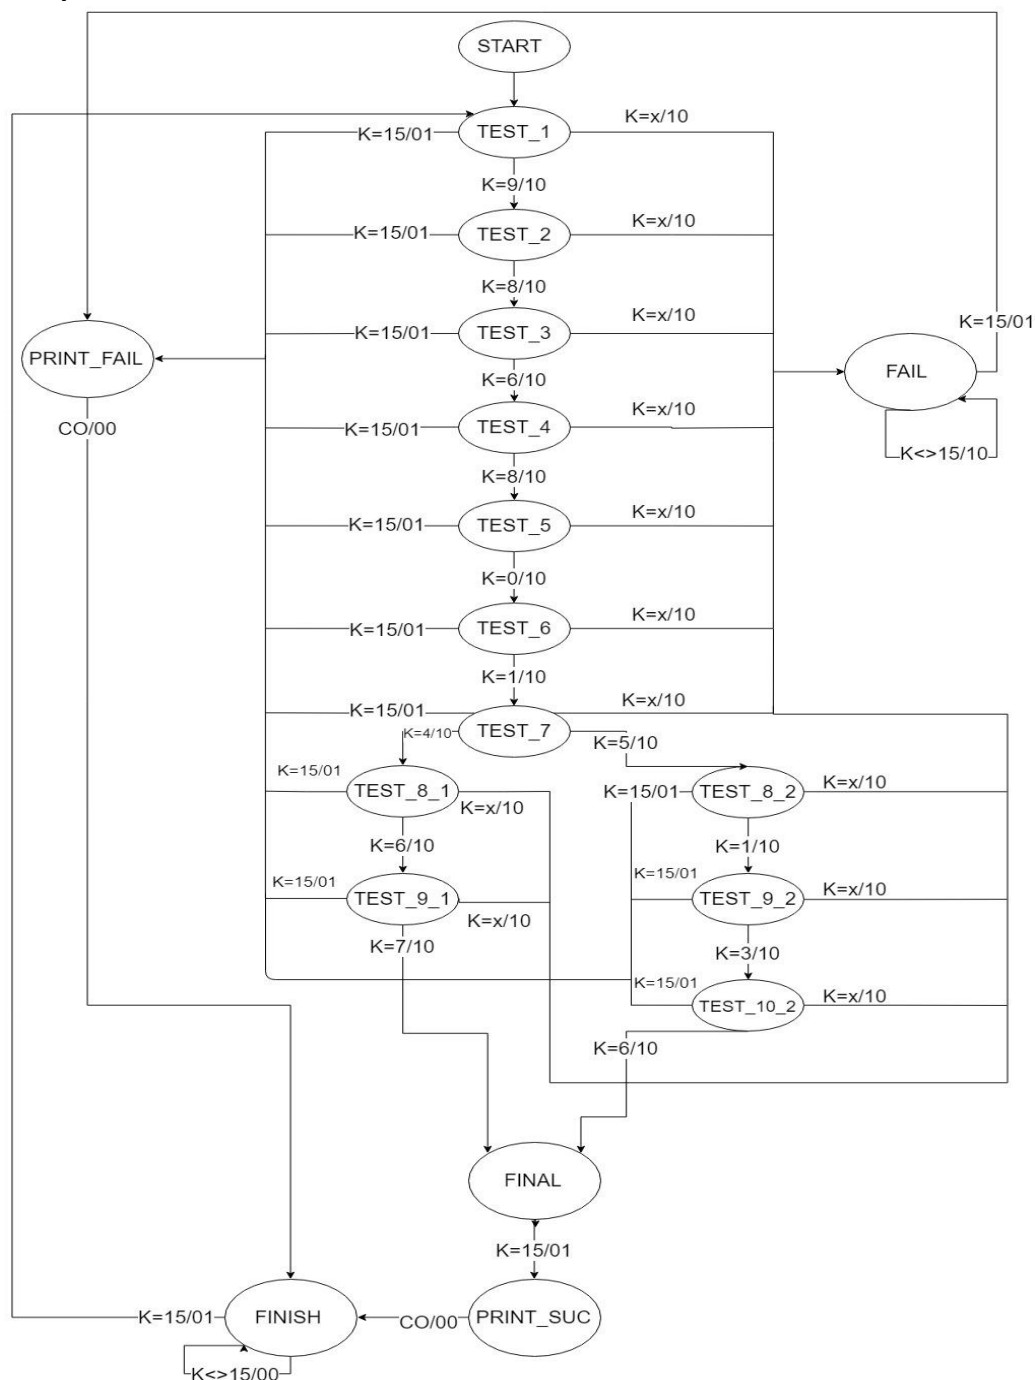 START
TEST_1
K=15/01
K=x/10
K=9/10
TEST_2
K=15/01
K=x/10
K=8/10
TEST_3
K=15/01
K=x/10
K=6/10
PRINT_FAIL
CO/00
FAIL
K=15/01
K<>15/10
TEST_4
K=15/01
K=x/10
K=8/10
TEST_5
K=15/01
K=x/10
K=0/10
TEST_6
K=15/01
K=x/10
K=1/10
TEST_7
K=15/01
K=x/10
K=4/10
K=5/10
TEST_8_1
K=15/01
K=x/10
K=6/10
TEST_8_2
K=15/01
K=x/10
K=1/10
TEST_9_1
K=15/01
K=x/10
K=7/10
TEST_9_2
K=15/01
K=x/10
K=3/10
TEST_10_2
K=15/01
K=x/10
K=6/10
FINAL
K=15/01
PRINT_SUC
CO/00
FINISH
K=15/01
K<>15/00